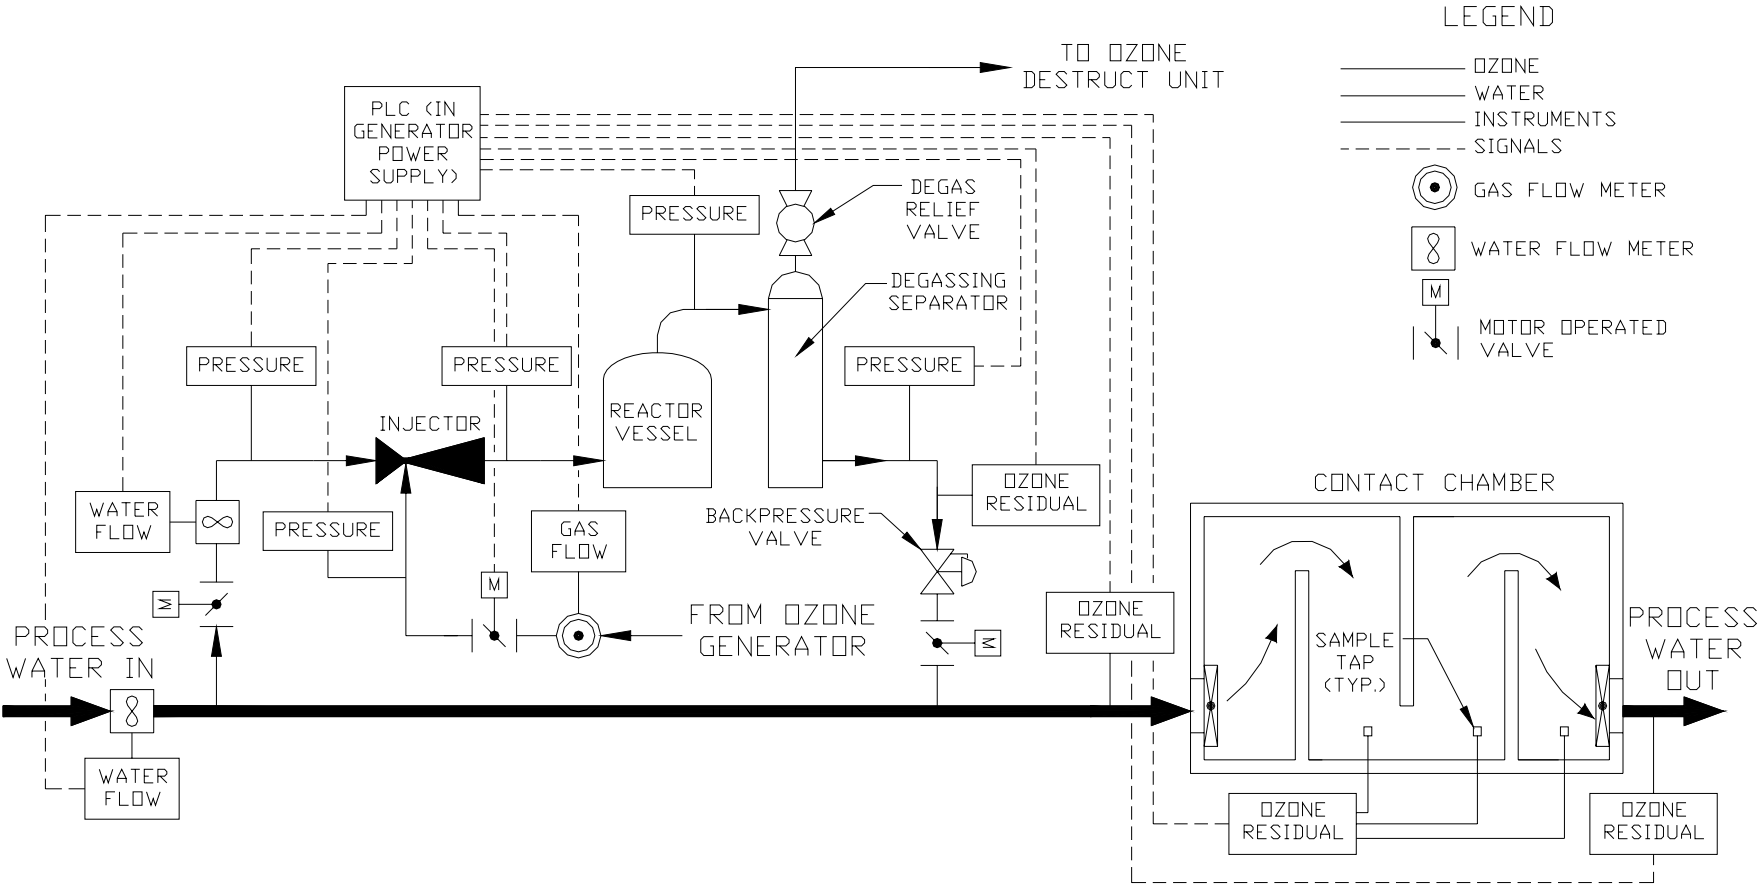 LEGEND
OZONE
WATER
INSTRUMENTS
SIGNALS
GAS FLOW METER
WATER FLOW METER
M
MOTOR OPERATED
VALVE
TO OZONE
DESTRUCT UNIT
PLC (IN
GENERATOR
POWER
SUPPLY)
PRESSURE
DEGAS
RELIEF
VALVE
DEGASSING
SEPARATOR
PRESSURE
PRESSURE
PRESSURE
INJECTOR
REACTOR
VESSEL
WATER
FLOW
PRESSURE
GAS
FLOW
BACKPRESSURE
VALVE
OZONE
RESIDUAL
M
M
M
FROM OZONE
GENERATOR
OZONE
RESIDUAL
CONTACT CHAMBER
SAMPLE
TAP
(TYP.)
PROCESS
WATER IN
PROCESS
WATER
OUT
WATER
FLOW
OZONE
RESIDUAL
OZONE
RESIDUAL